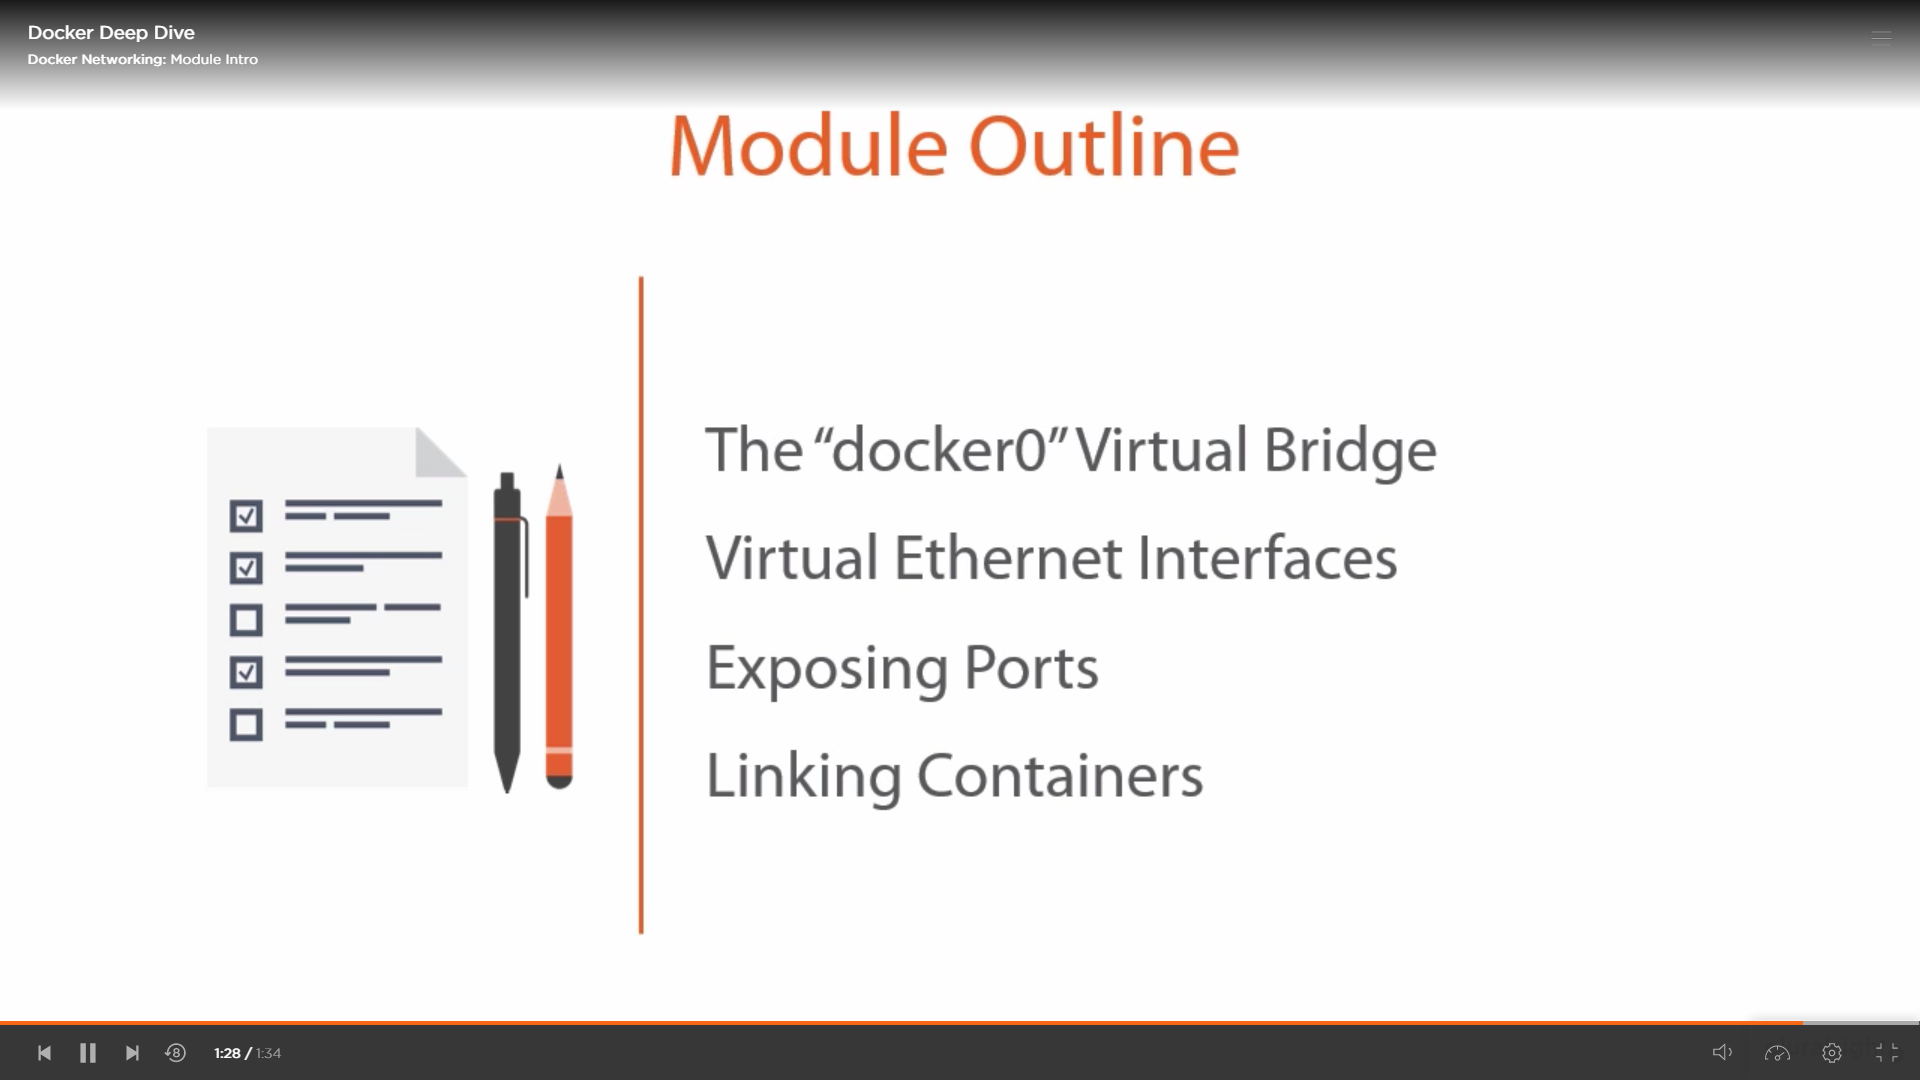 Docker Deep Dive
Docker Networking: Module Intro
Module Outline
The “docker0” Virtual Bridge
Virtual Ethernet Interfaces
Exposing Ports
Linking Containers
8
1:28 / 1:34